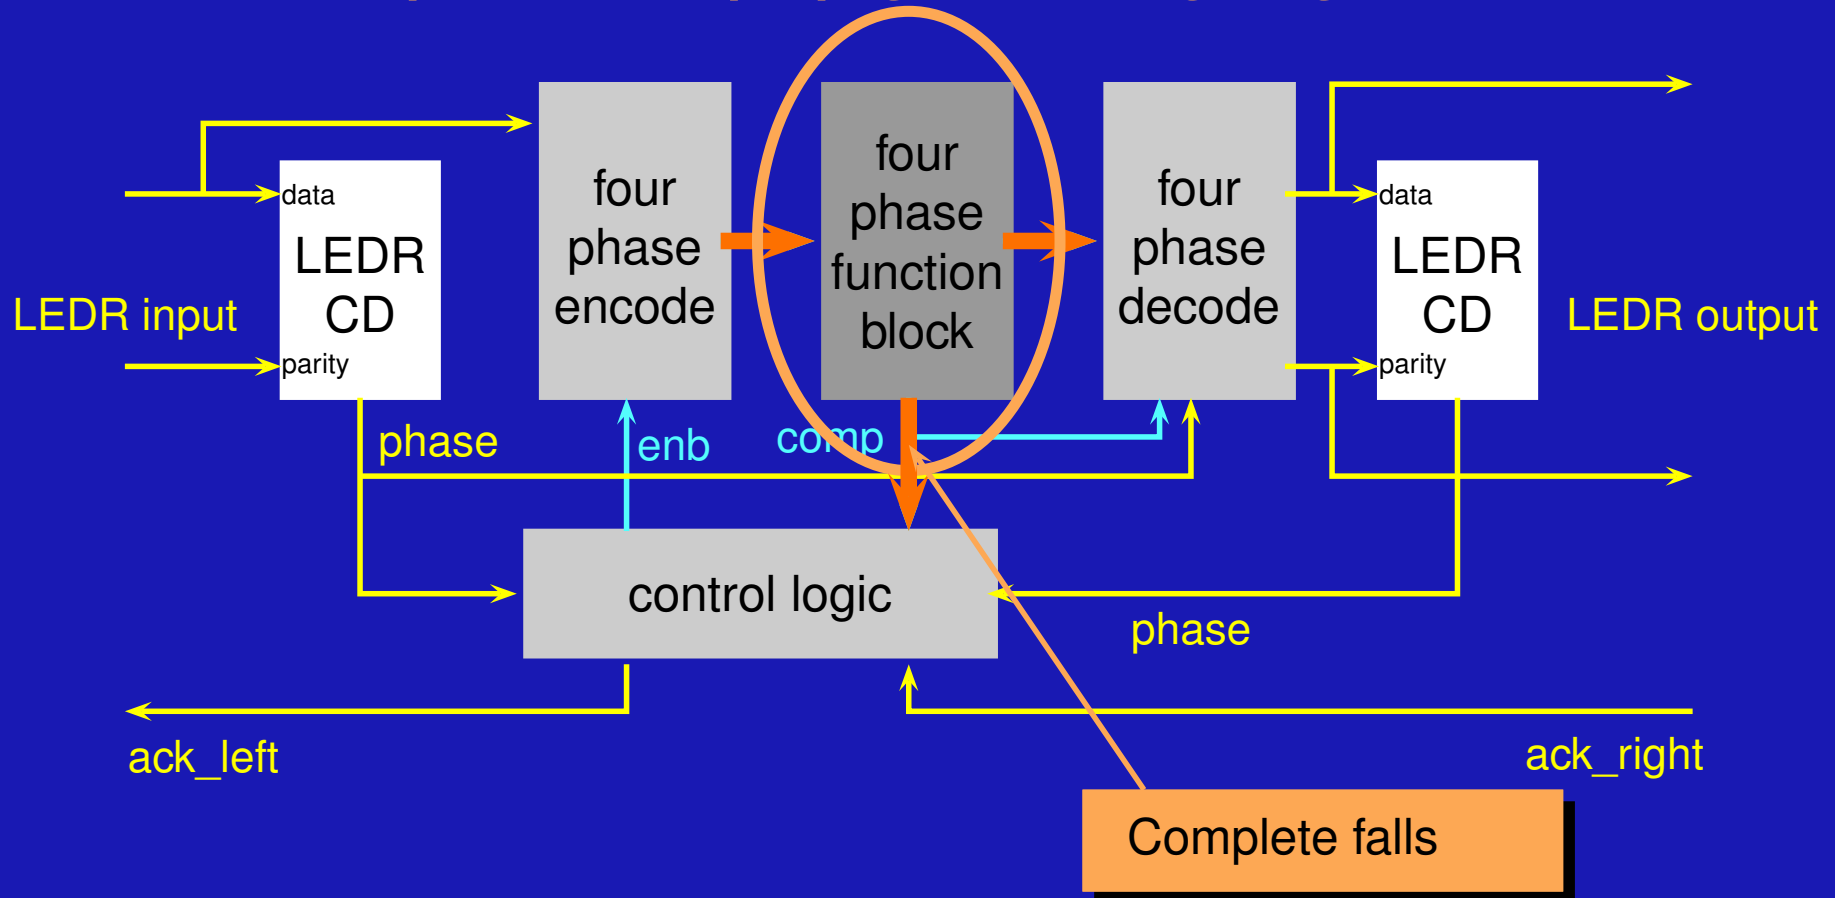 data
LEDR
CD
parity
LEDR input
four
phase
encode
four
phase
function
block
four
phase
decode
data
LEDR
CD
parity
LEDR output
phase
enb
comp
control logic
phase
ack_left
ack_right
Complete falls